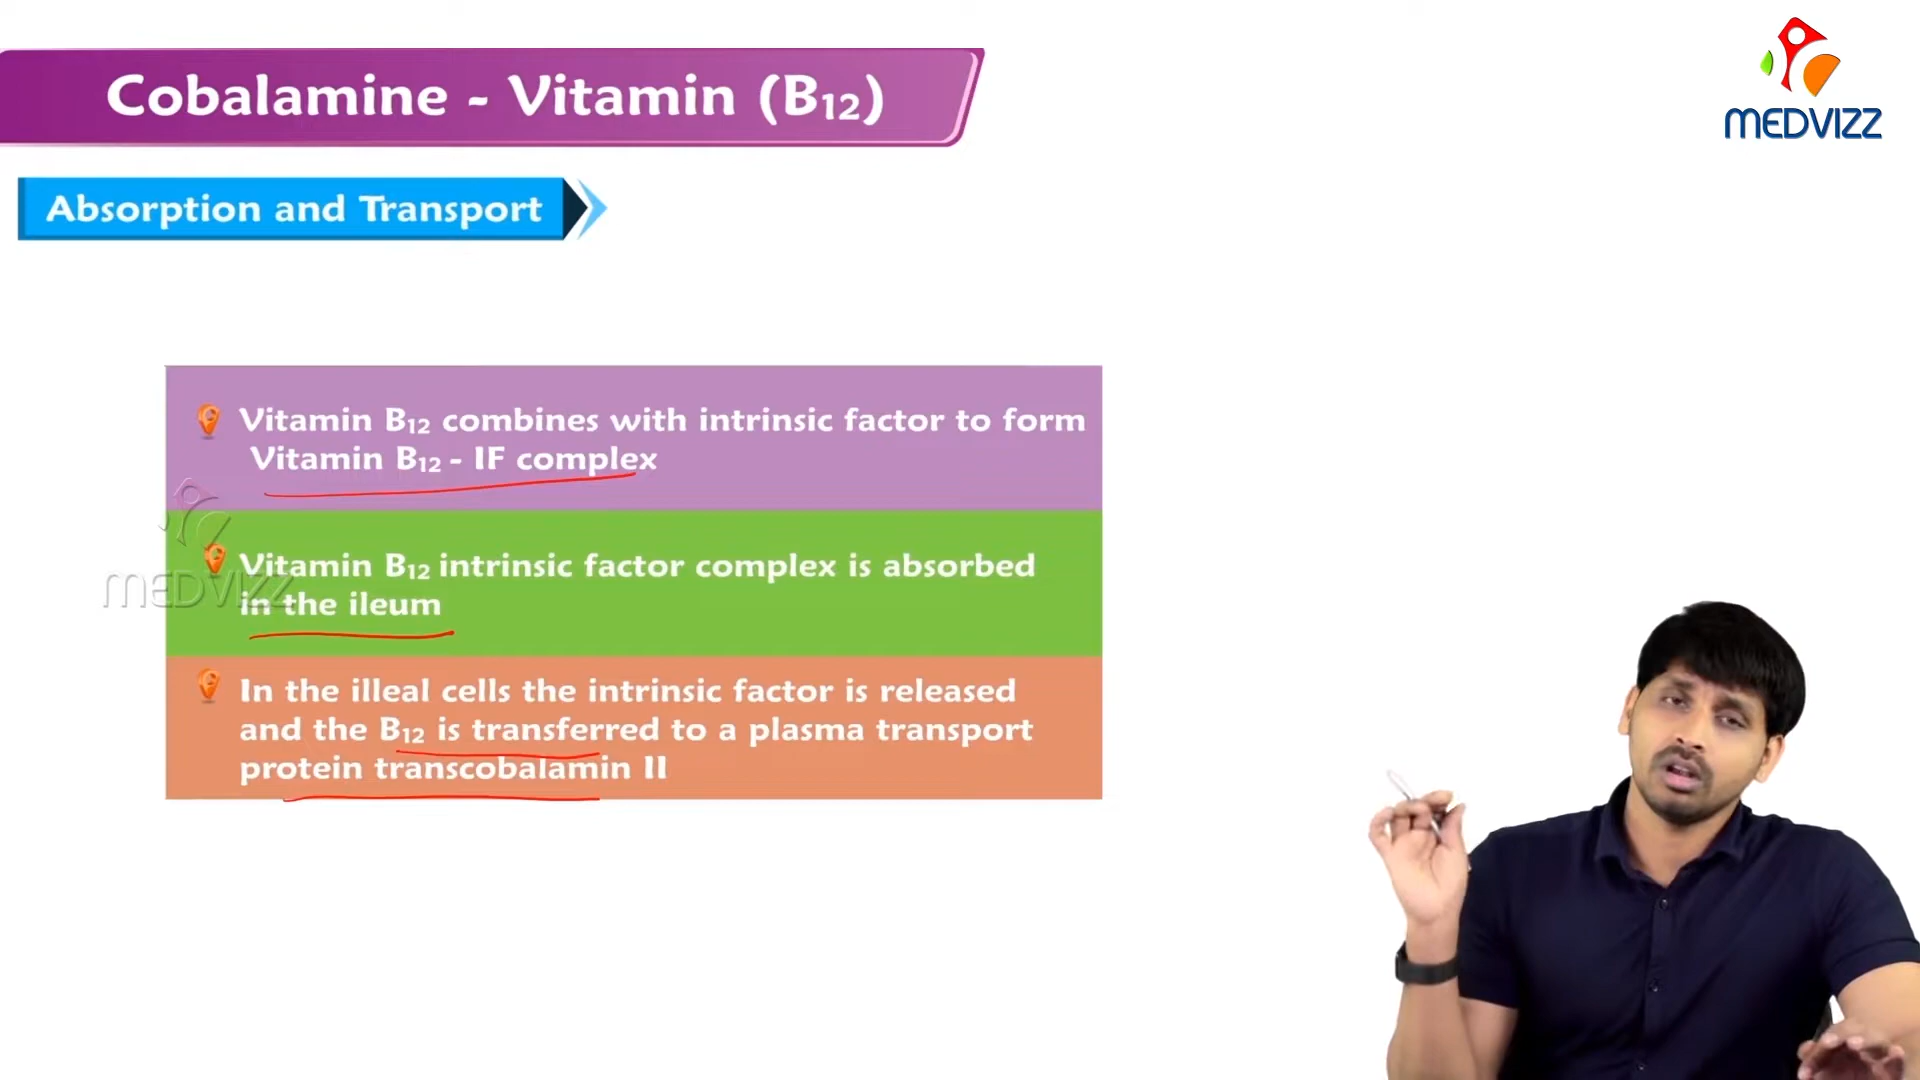 Cobalamine - Vitamin (B₁₂)
MEDVIZZ
Absorption and Transport
Vitamin B₁₂ combines with intrinsic factor to form
Vitamin B₁₂ - IF complex
Vitamin B₁₂ intrinsic factor complex is absorbed
in the ileum
MEDVIZZ
In the illeal cells the intrinsic factor is released
and the B₁₂ is transferred to a plasma transport
protein transcobalamin II